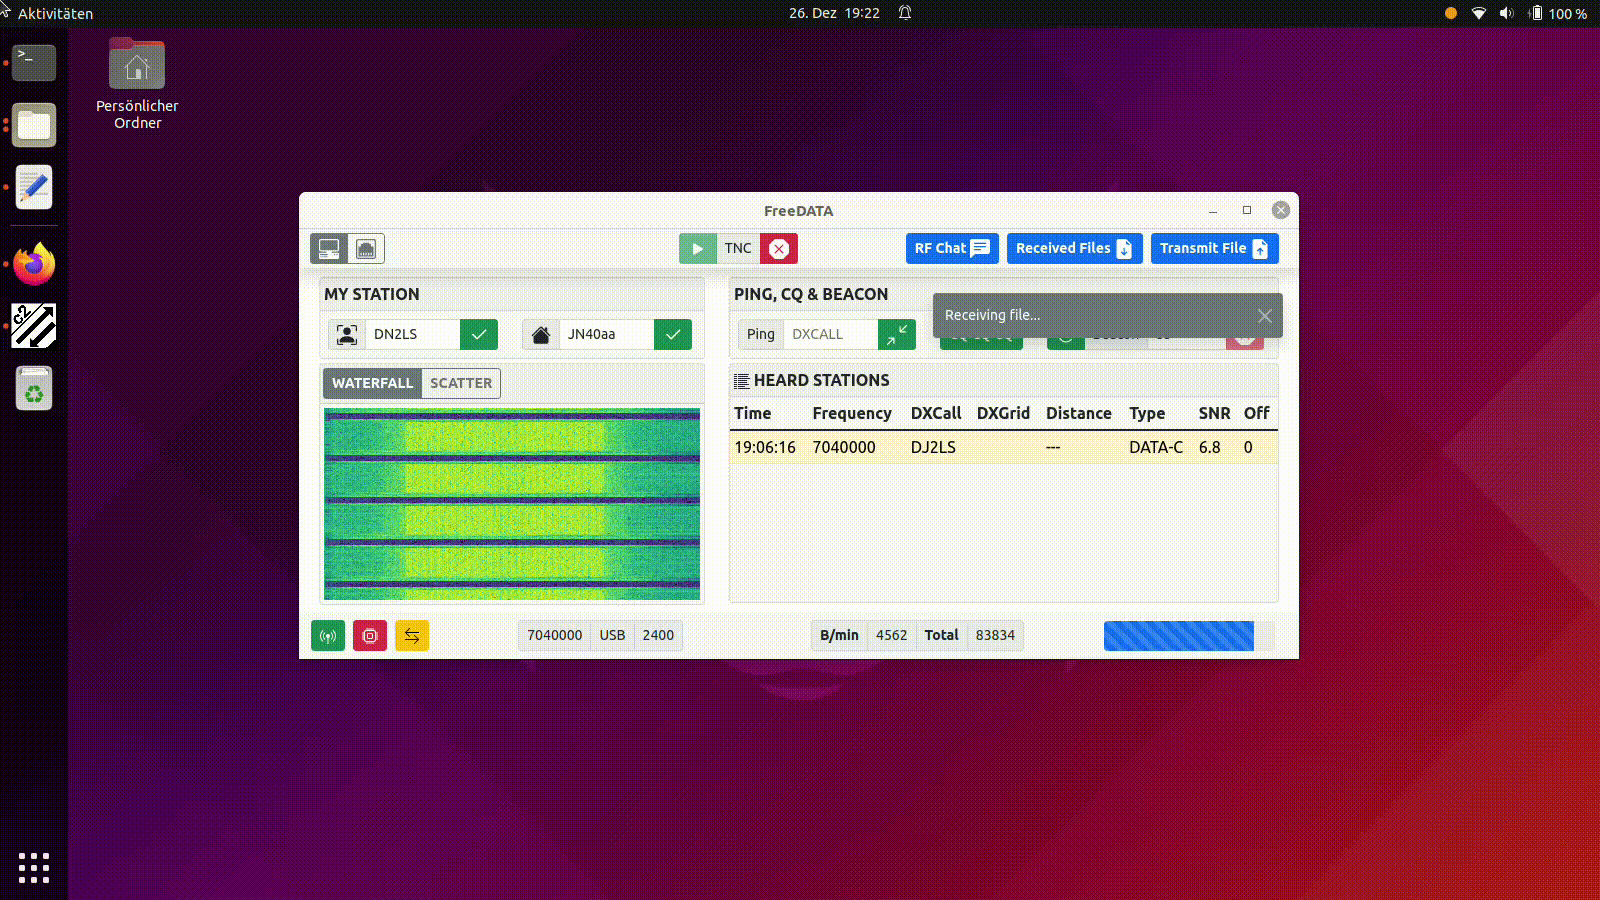 Aktivitäten
26. Dez 19:22
100 %
Persönlicher
Ordner
FreeDATA
TNC
RF Chat
Received Files
Transmit File
MY STATION
DN2LS
JN40aa
PING, CQ & BEACON
Ping
DXCALL
Receiving file...
WATERFALL
SCATTER
HEARD STATIONS
Time Frequency DXCall DXGrid Distance Type SNR Off
19:06:16 7040000 DJ2LS --- DATA-C 6.8 0
7040000 USB 2400
B/min 4562 Total 83834